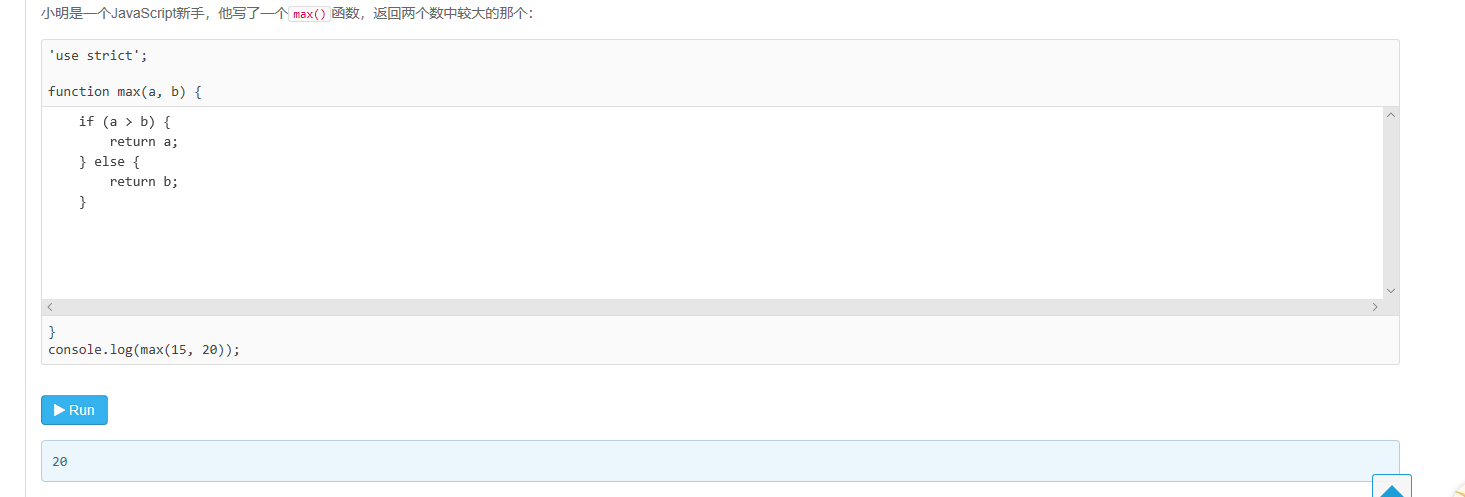 小明是一个JavaScript新手，他写了一个max()函数，返回两个数中较大的那个：
'use strict';
function max(a, b) {
    if (a > b) {
        return a;
    } else {
        return b;
    }
}
console.log(max(15, 20));
Run
20